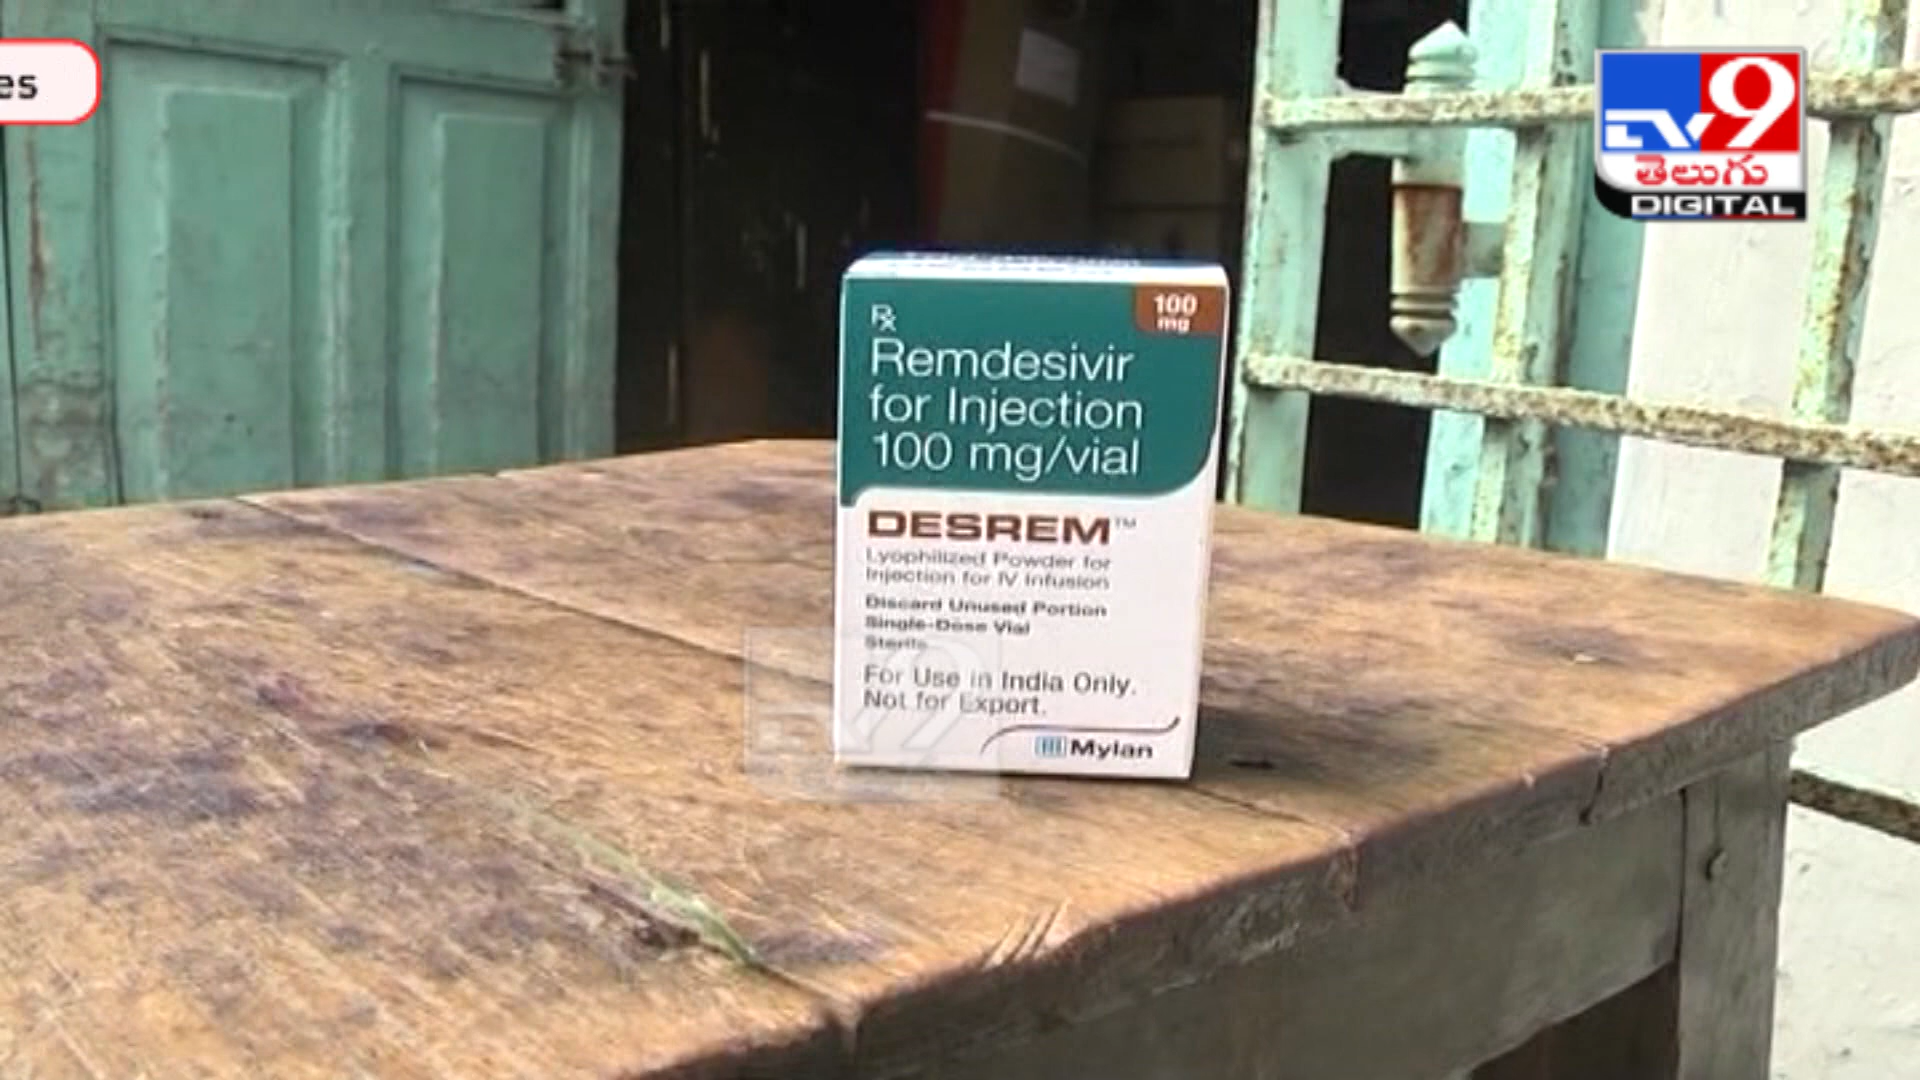 es
TV9
తెలుగు
DIGITAL
100
mg
Rx
Remdesivir
for Injection
100 mg/vial
DESREM™
Lyophilized Powder for
Injection for IV Infusion
Discard Unused Portion
Single-Dose Vial
Sterile
For Use in India Only.
Not for Export.
Mylan